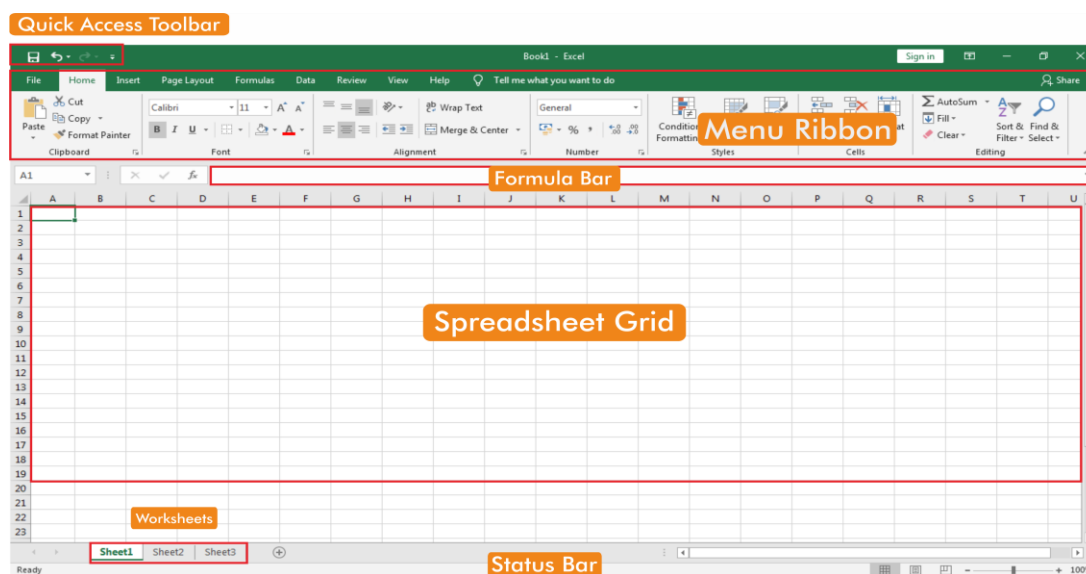 Quick Access Toolbar
Book1 - Excel
Sign in
File Home Insert Page Layout Formulas Data Review View Help Tell me what you want to do Share
Paste
Cut
Copy
Format Painter
Clipboard
Calibri 11
B I U
Font
Wrap Text
Merge & Center
Alignment
General
%
Number
Styles
Menu Ribbon
Cells
AutoSum
Fill
Clear
Sort & Filter
Find & Select
Editing
A1
fx
Formula Bar
A B C D E F G H I J K L M N O P Q R S T U
1
2
3
4
5
6
7
8
9
10
11
12
13
14
15
16
17
18
19
20
21
22
23
Spreadsheet Grid
Worksheets
Sheet1 Sheet2 Sheet3
Status Bar
Ready